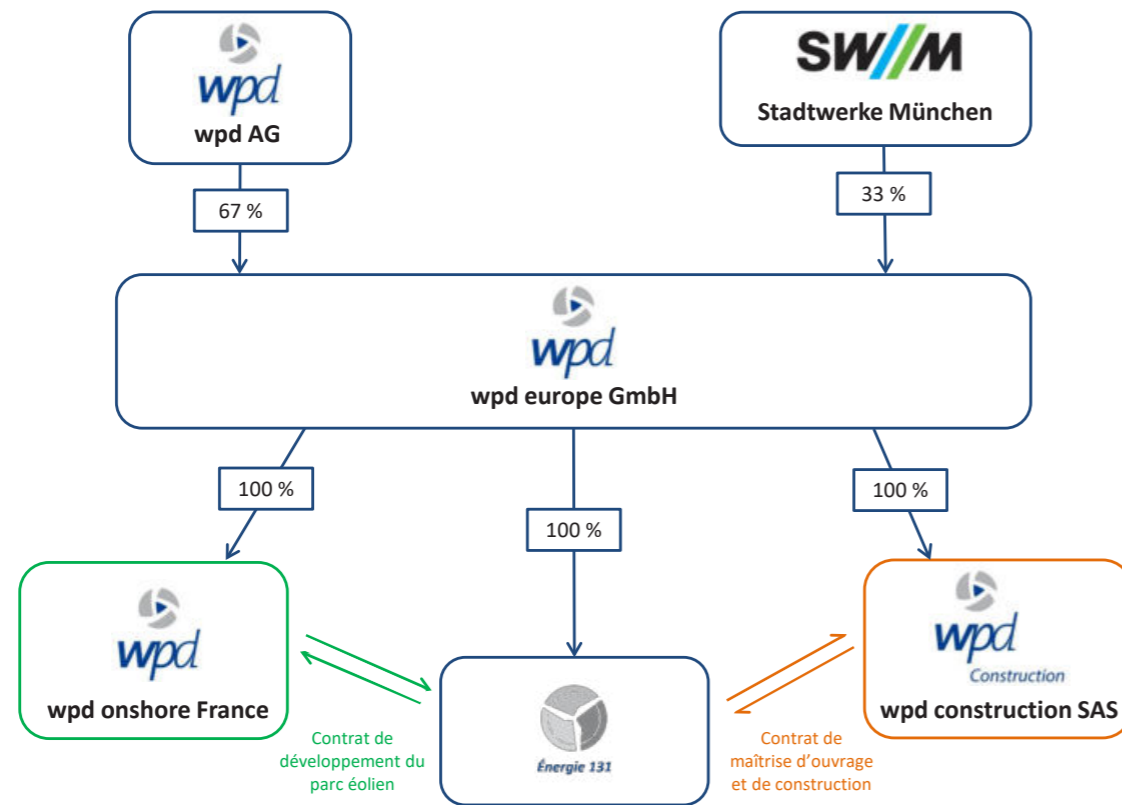 wpd
wpd AG
SW//M
Stadtwerke München
67 %
33 %
wpd
wpd europe GmbH
100 %
100 %
100 %
wpd
wpd onshore France
wpd
Construction
wpd construction SAS
Énergie 131
Contrat de
développement du
parc éolien
Contrat de
maîtrise d’ouvrage
et de construction